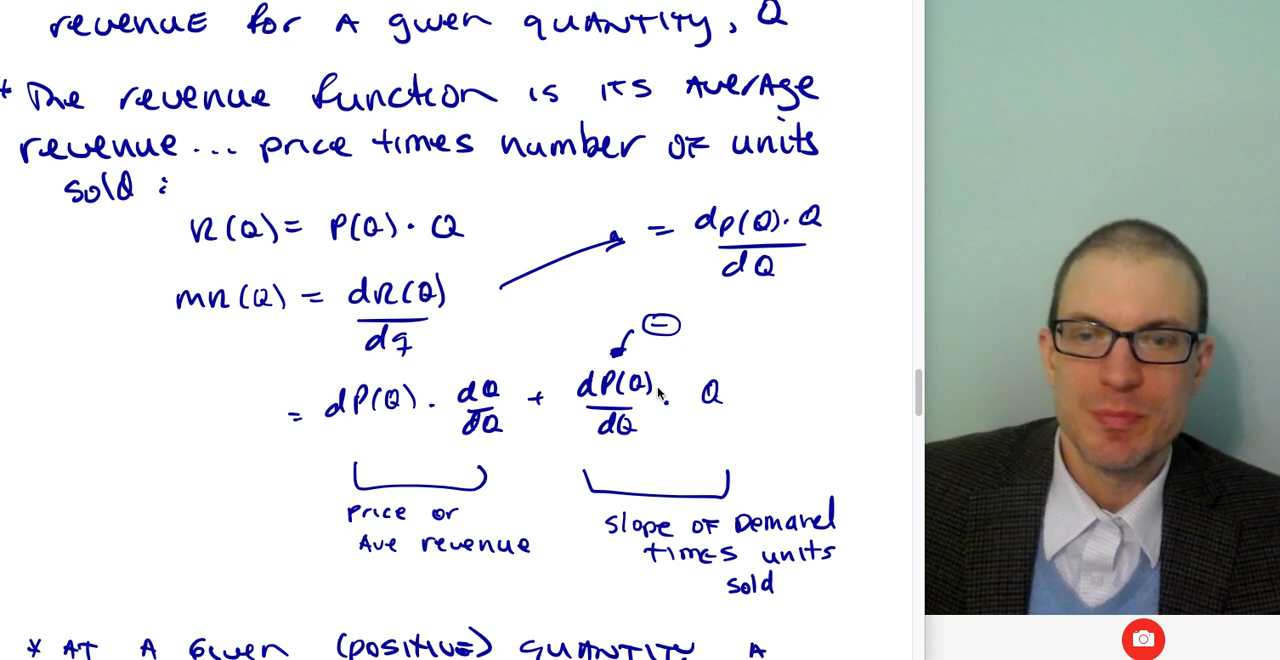 revenue for A given quantity, Q
* The revenue function is its Average
revenue... price times number of units
sold :
R(Q) = P(Q) · Q
= dp(Q) · Q / dQ
MR(Q) = dR(Q) / dq
(-)
= dP(Q) · dQ / dQ + dP(Q) / dQ · Q
price or
Ave revenue
Slope of Demand
times units
sold
* AT A Given (positive) quantity A